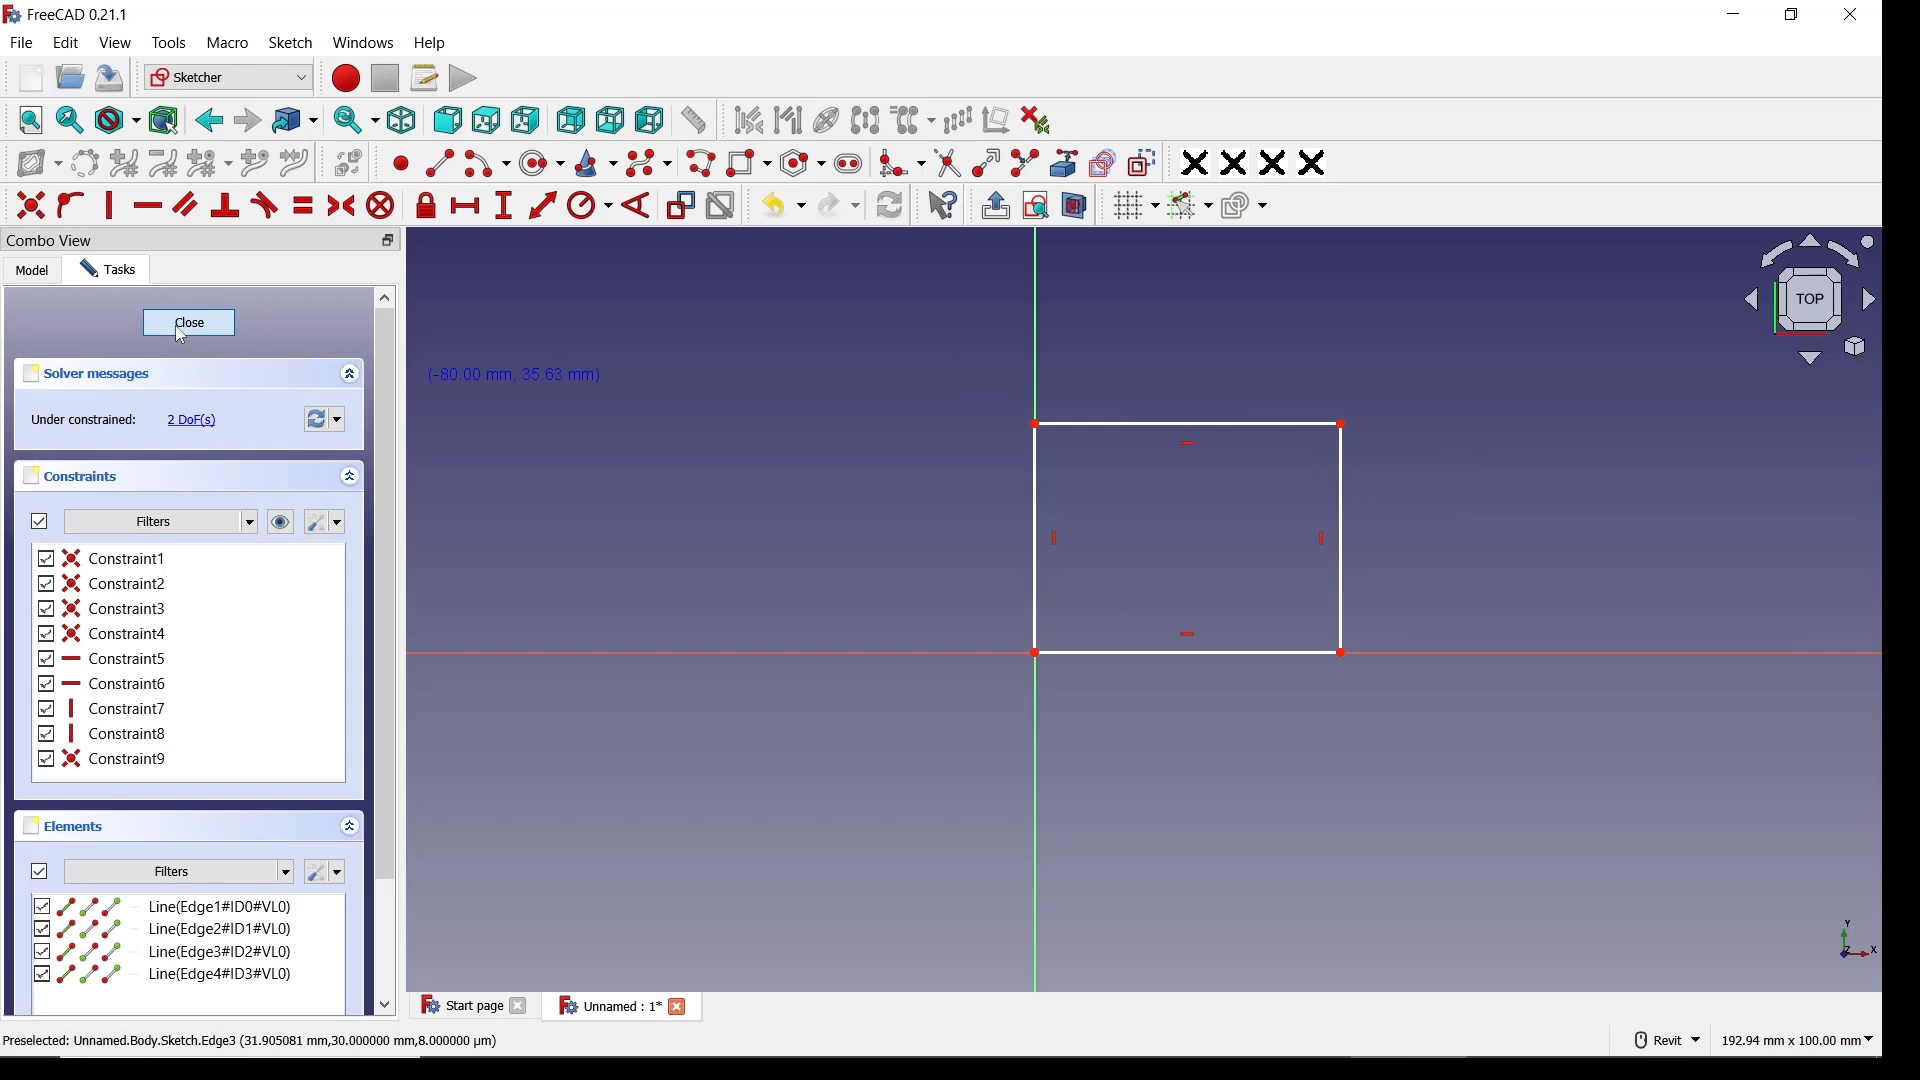 FreeCAD 0.21.1
File Edit View Tools Macro Sketch Windows Help
Sketcher
Combo View
Model Tasks
Close
Solver messages
Under constrained: 2 DoF(s)
Constraints
Filters
Constraint1
Constraint2
Constraint3
Constraint4
Constraint5
Constraint6
Constraint7
Constraint8
Constraint9
Elements
Filters
Line(Edge1#ID0#VL0)
Line(Edge2#ID1#VL0)
Line(Edge3#ID2#VL0)
Line(Edge4#ID3#VL0)
(-80.00 mm, 35.63 mm)
TOP
Y
Z X
Start page Unnamed : 1*
Preselected: Unnamed.Body.Sketch.Edge3 (31.905081 mm,30.000000 mm,8.000000 µm)
Revit 192.94 mm x 100.00 mm